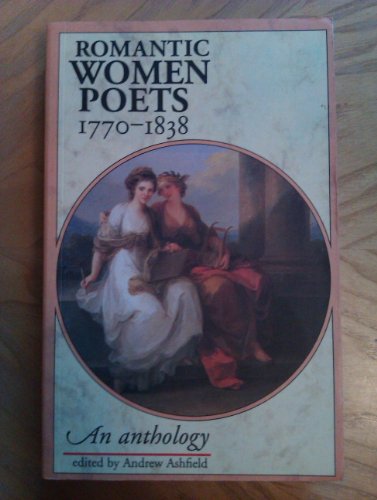 ROMANTIC
WOMEN
POETS
1770–1838
An anthology
edited by Andrew Ashfield